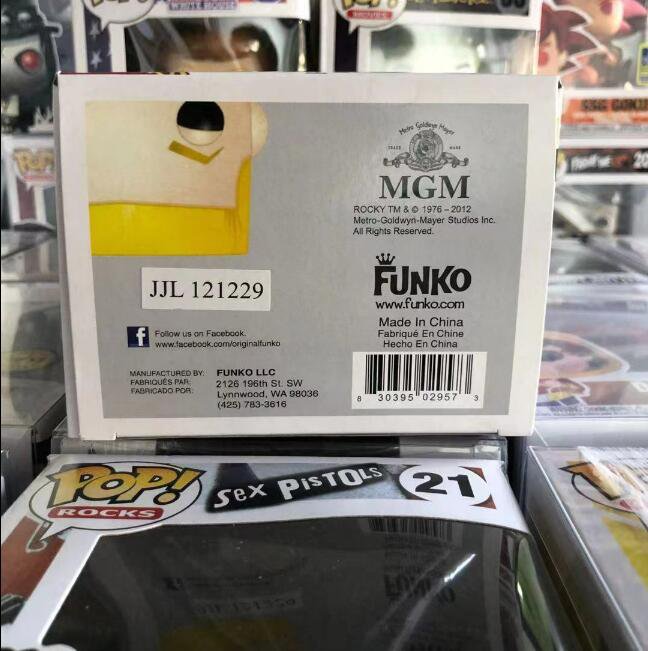 WHITE HOUSE
Metro Goldwyn Mayer
TRADE MARK
MGM
ROCKY TM & © 1976 – 2012
Metro-Goldwyn-Mayer Studios Inc.
All Rights Reserved.
JJL 121229
FUNKO
www.funko.com
Made In China
Fabriqué En Chine
Hecho En China
f Follow us on Facebook.
www.facebook.com/originalfunko
MANUFACTURED BY: FUNKO LLC
FABRIQUÉS PAR: 2126 196th St. SW
FABRICADO POR: Lynnwood, WA 98036
(425) 783-3616
8 30395 02957 3
POP!
ROCKS
Sex PISTOLS
21
FUNKO